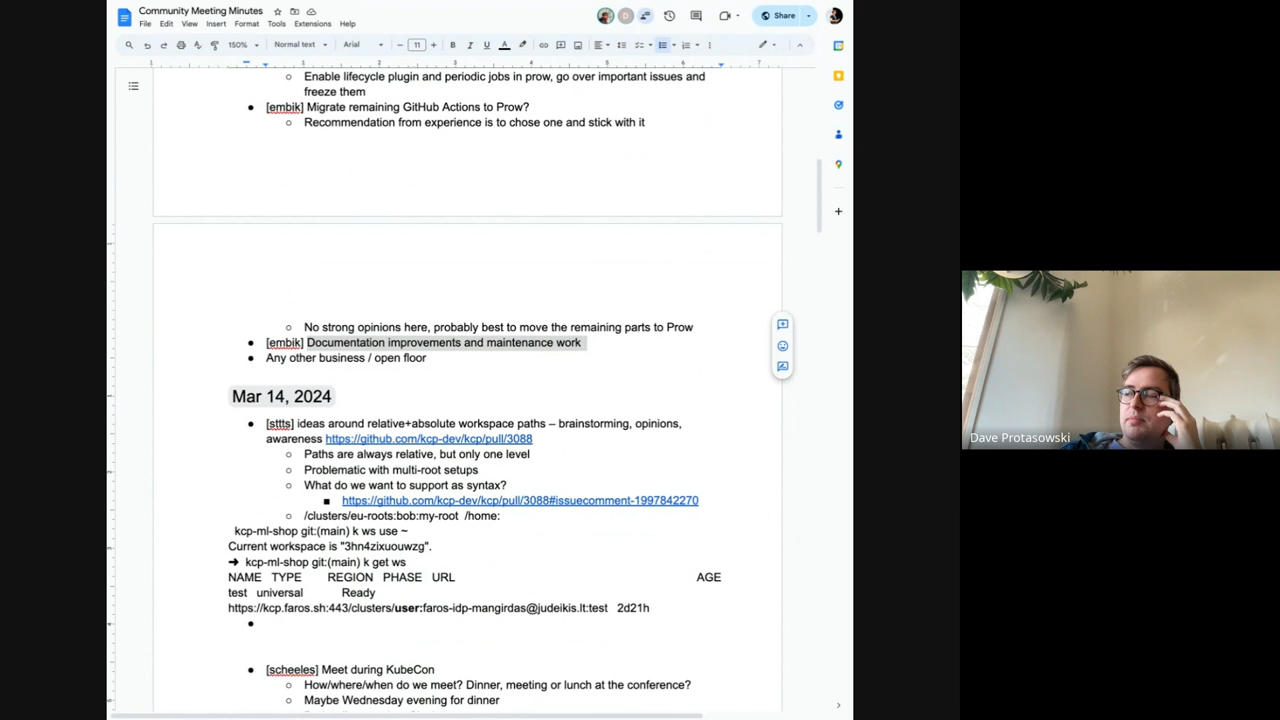 Community Meeting Minutes
File Edit View Insert Format Tools Extensions Help
D
Share
150% Normal text Arial 11
Enable lifecycle plugin and periodic jobs in prow, go over important issues and
freeze them
[embik] Migrate remaining GitHub Actions to Prow?
Recommendation from experience is to chose one and stick with it
No strong opinions here, probably best to move the remaining parts to Prow
[embik] Documentation improvements and maintenance work
Any other business / open floor
Mar 14, 2024
[sttts] ideas around relative+absolute workspace paths – brainstorming, opinions,
awareness https://github.com/kcp-dev/kcp/pull/3088
Paths are always relative, but only one level
Problematic with multi-root setups
What do we want to support as syntax?
https://github.com/kcp-dev/kcp/pull/3088#issuecomment-1997842270
/clusters/eu-roots:bob:my-root /home:
kcp-ml-shop git:(main) k ws use ~
Current workspace is "3hn4zixuouwzg".
➜ kcp-ml-shop git:(main) k get ws
NAME TYPE REGION PHASE URL AGE
test universal Ready
https://kcp.faros.sh:443/clusters/user:faros-idp-mangirdas@judeikis.lt:test 2d21h
[scheeles] Meet during KubeCon
How/where/when do we meet? Dinner, meeting or lunch at the conference?
Maybe Wednesday evening for dinner
Dave Protasowski